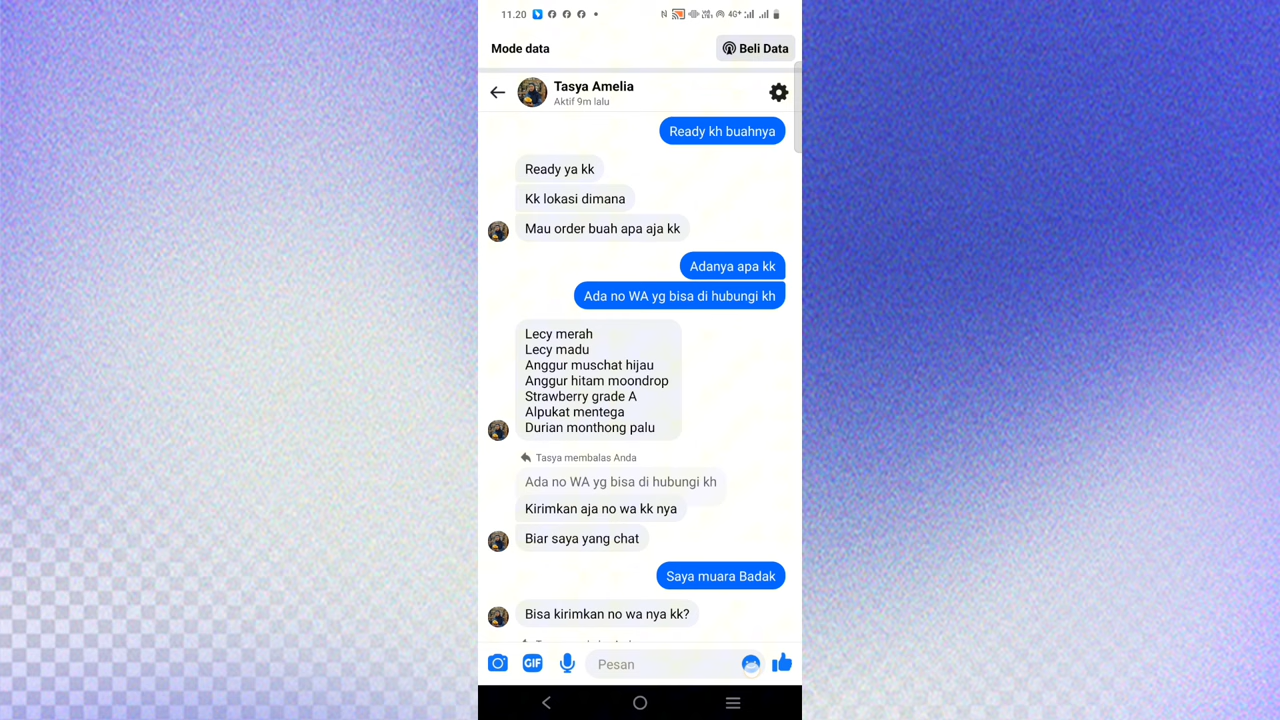 11.20
4G+
Mode data
Beli Data
Tasya Amelia
Aktif 9m lalu
Ready kh buahnya
Ready ya kk
Kk lokasi dimana
Mau order buah apa aja kk
Adanya apa kk
Ada no WA yg bisa di hubungi kh
Lecy merah
Lecy madu
Anggur muschat hijau
Anggur hitam moondrop
Strawberry grade A
Alpukat mentega
Durian monthong palu
Tasya membalas Anda
Ada no WA yg bisa di hubungi kh
Kirimkan aja no wa kk nya
Biar saya yang chat
Saya muara Badak
Bisa kirimkan no wa nya kk?
GIF
Pesan